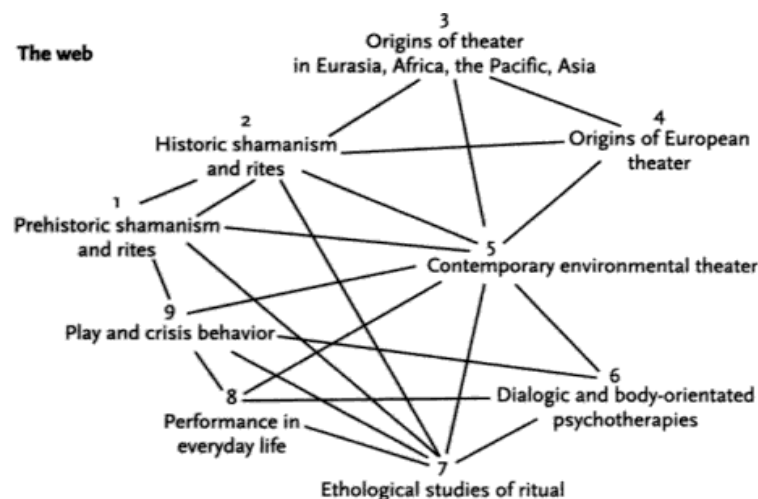 The web
3
Origins of theater
in Eurasia, Africa, the Pacific, Asia
2
Historic shamanism
and rites
4
Origins of European
theater
1
Prehistoric shamanism
and rites
5
Contemporary environmental theater
9
Play and crisis behavior
6
Dialogic and body-orientated
psychotherapies
8
Performance in
everyday life
7
Ethological studies of ritual